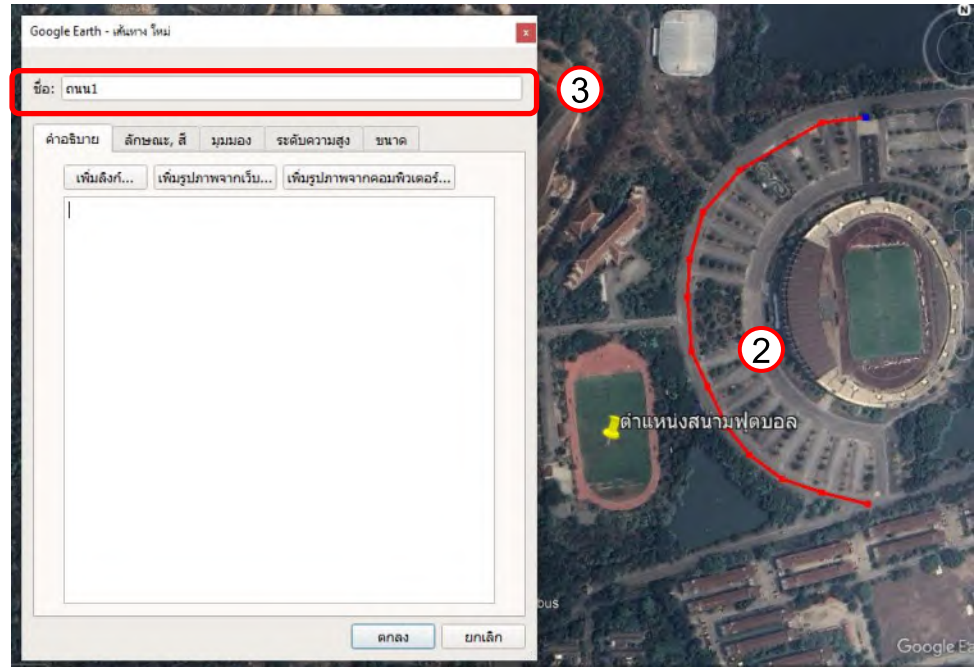 Google Earth - เส้นทาง ใหม่
x
N
ชื่อ: ถนน1
3
คำอธิบาย ลักษณะ, สี มุมมอง ระดับความสูง ขนาด
เพิ่มลิงก์... เพิ่มรูปภาพจากเว็บ... เพิ่มรูปภาพจากคอมพิวเตอร์...
2
ตำแหน่งสนามฟุตบอล
bus
ตกลง ยกเลิก
Google Ea